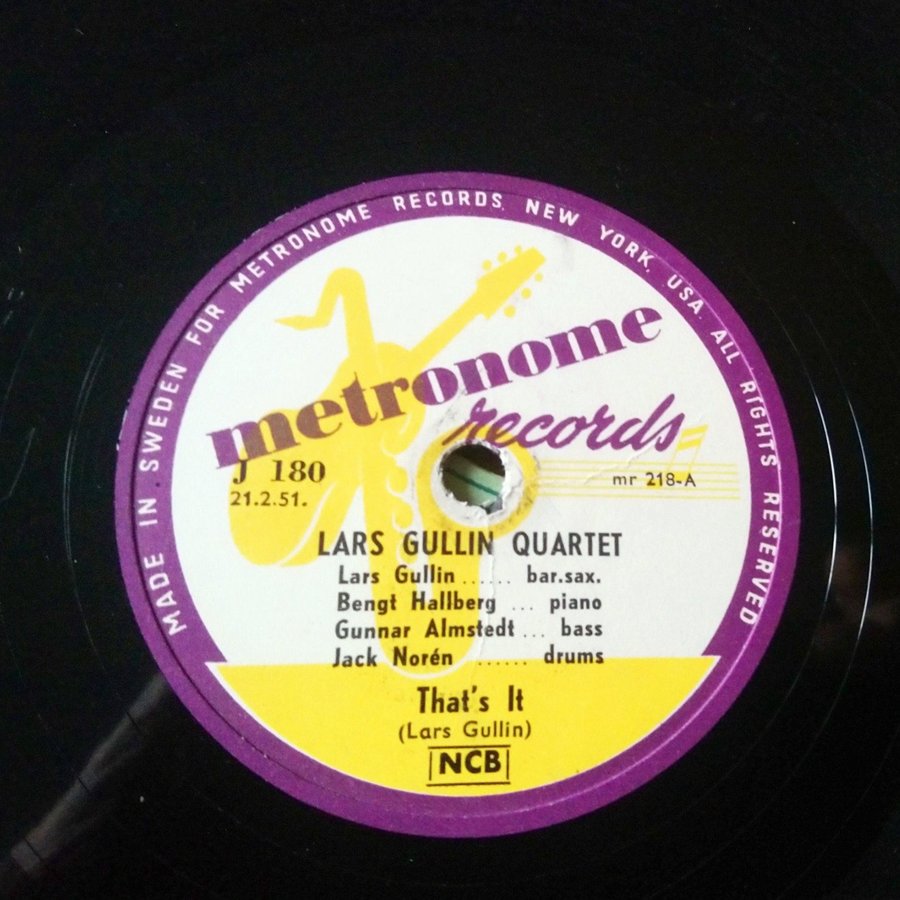 MADE IN SWEDEN FOR METRONOME RECORDS, NEW YORK, USA. ALL RIGHTS RESERVED
metronome
records
J 180
mr 218-A
21.2.51.
LARS GULLIN QUARTET
Lars Gullin ...... bar.sax.
Bengt Hallberg ... piano
Gunnar Almstedt ... bass
Jack Norén ...... drums
That's It
(Lars Gullin)
NCB